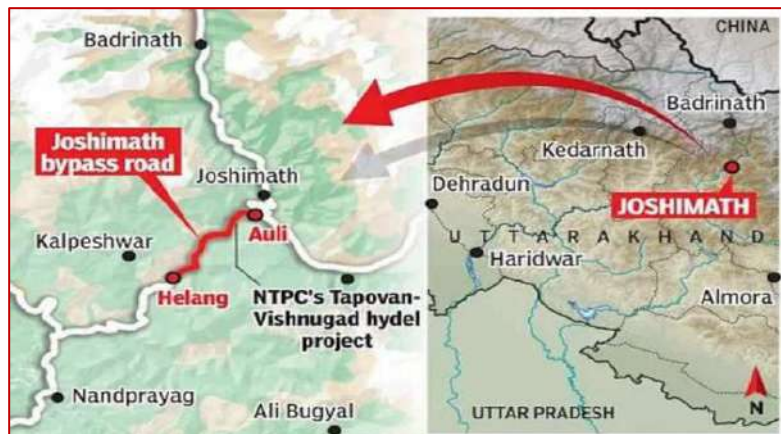 Badrinath
Joshimath
bypass road
Joshimath
Kalpeshwar
Auli
Helang
NTPC's Tapovan-
Vishnugad hydel
project
Nandprayag
Ali Bugyal
CHINA
Badrinath
Kedarnath
Dehradun
JOSHIMATH
UTTARAKHAND
Haridwar
Almora
UTTAR PRADESH
N